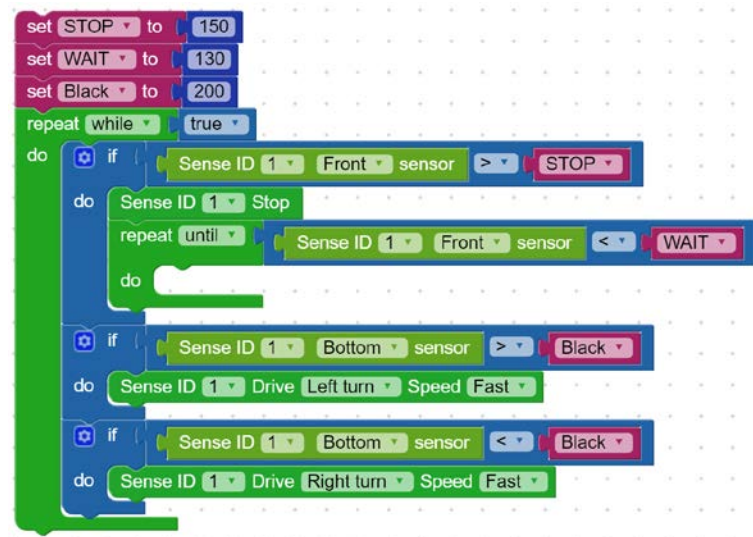 set STOP to 150
set WAIT to 130
set Black to 200
repeat while true
do if Sense ID 1 Front sensor > STOP
do Sense ID 1 Stop
repeat until Sense ID 1 Front sensor < WAIT
do
if Sense ID 1 Bottom sensor > Black
do Sense ID 1 Drive Left turn Speed Fast
if Sense ID 1 Bottom sensor < Black
do Sense ID 1 Drive Right turn Speed Fast